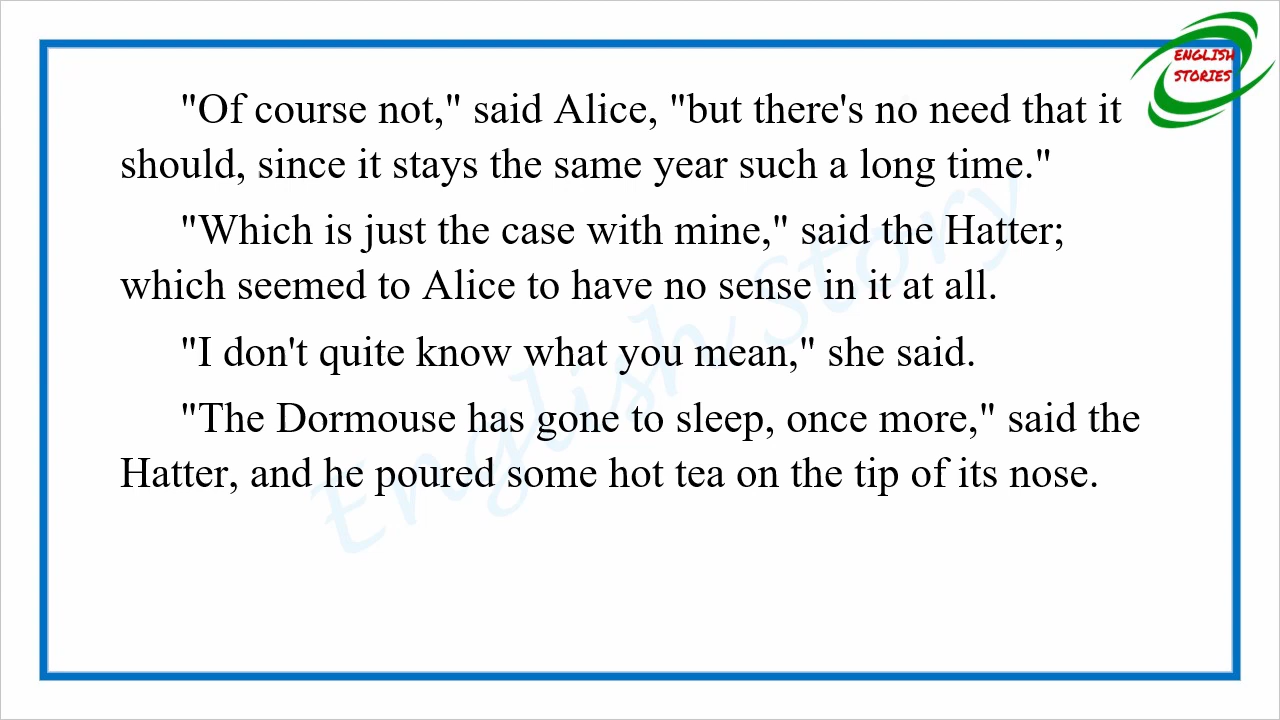 ENGLISH
STORIES
"Of course not," said Alice, "but there's no need that it
should, since it stays the same year such a long time."
"Which is just the case with mine," said the Hatter;
which seemed to Alice to have no sense in it at all.
"I don't quite know what you mean," she said.
"The Dormouse has gone to sleep, once more," said the
Hatter, and he poured some hot tea on the tip of its nose.
English Story